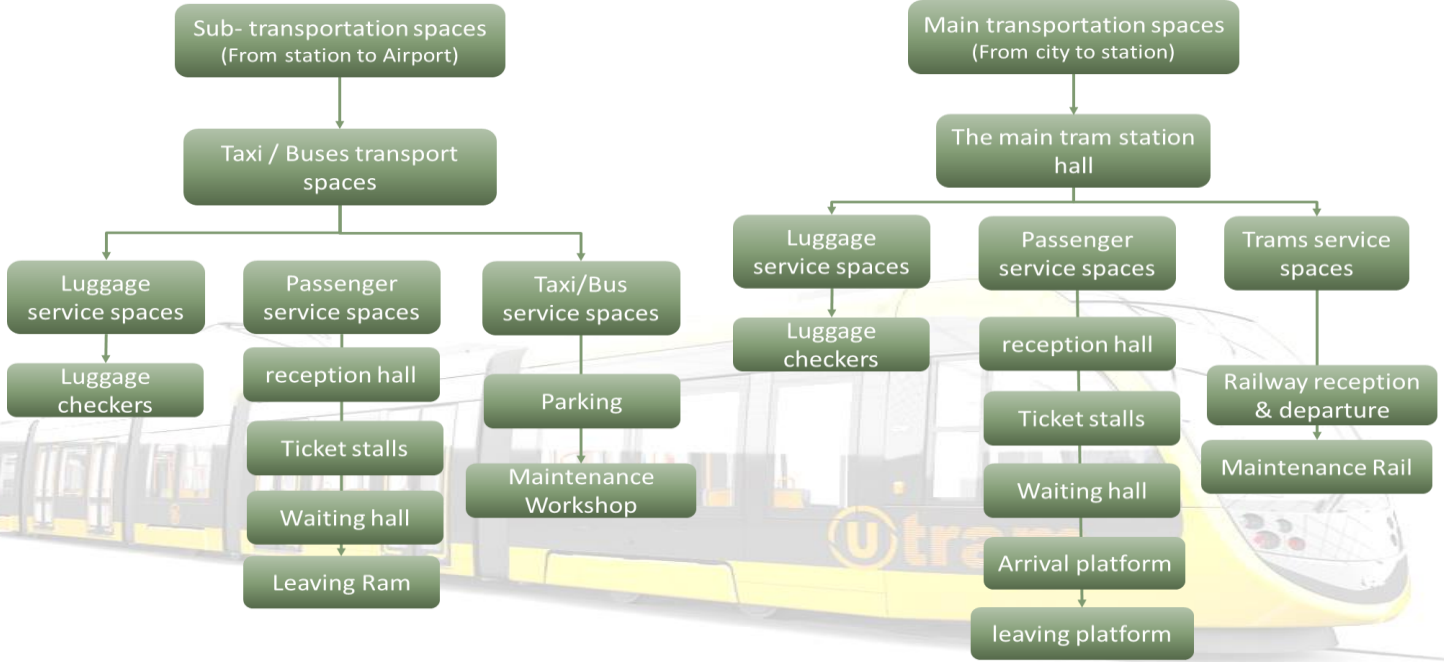 Sub- transportation spaces
(From station to Airport)
Taxi / Buses transport
spaces
Luggage
service spaces
Luggage
checkers
Passenger
service spaces
reception hall
Ticket stalls
Waiting hall
Leaving Ram
Taxi/Bus
service spaces
Parking
Maintenance
Workshop
Main transportation spaces
(From city to station)
The main tram station
hall
Luggage
service spaces
Luggage
checkers
Passenger
service spaces
reception hall
Ticket stalls
Waiting hall
Arrival platform
leaving platform
Trams service
spaces
Railway reception
& departure
Maintenance Rail
U tram